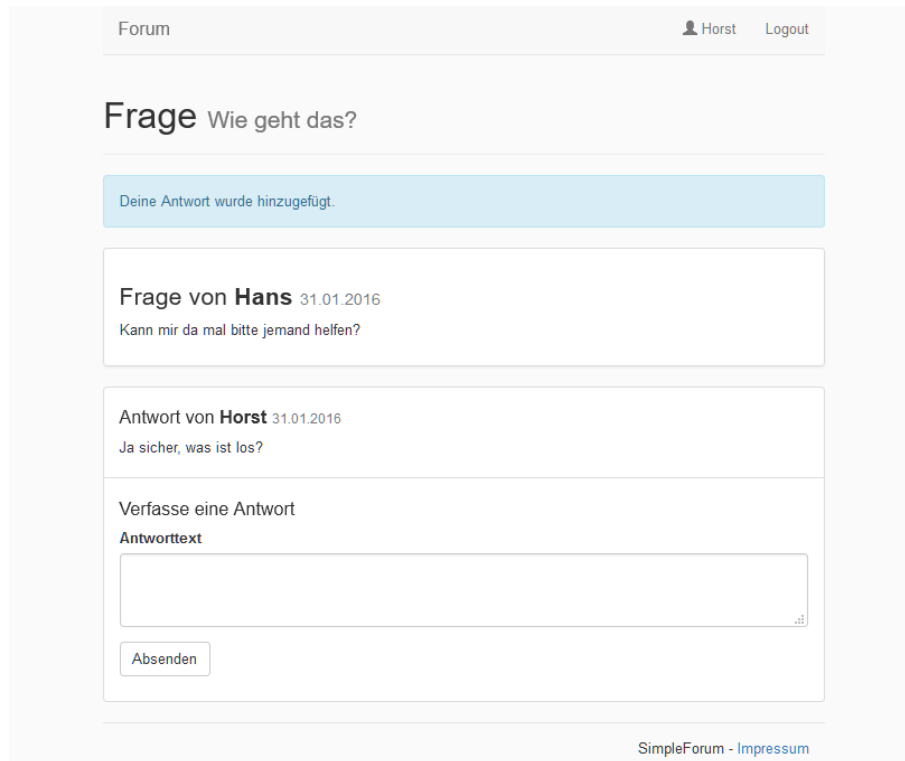 Forum Horst Logout
Frage Wie geht das?
Deine Antwort wurde hinzugefügt.
Frage von Hans 31.01.2016
Kann mir da mal bitte jemand helfen?
Antwort von Horst 31.01.2016
Ja sicher, was ist los?
Verfasse eine Antwort
Antworttext
Absenden
SimpleForum - Impressum